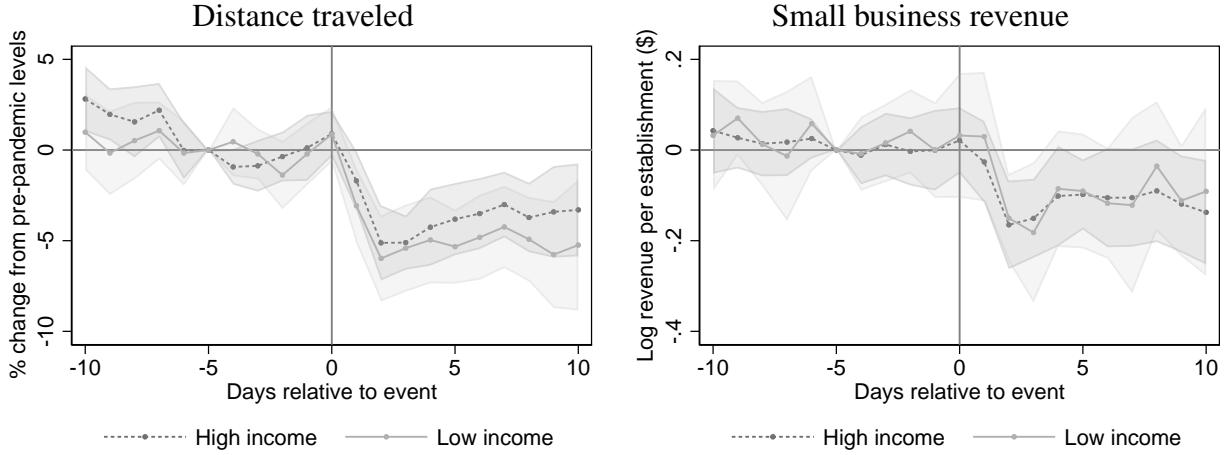 Distance traveled
% change from pre-pandemic levels
5
0
-5
-10
-10 -5 0 5 10
Days relative to event
High income Low income
Small business revenue
Log revenue per establishment ($)
.2
0
-.2
-.4
-10 -5 0 5 10
Days relative to event
High income Low income